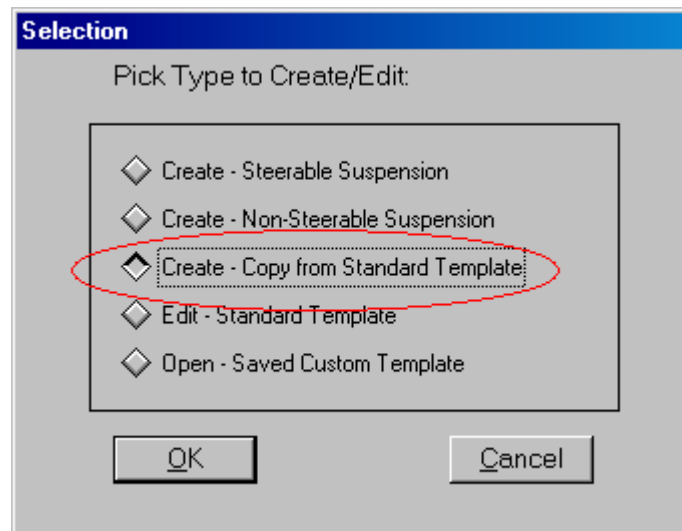 Selection
Pick Type to Create/Edit:
Create - Steerable Suspension
Create - Non-Steerable Suspension
Create - Copy from Standard Template
Edit - Standard Template
Open - Saved Custom Template
OK Cancel